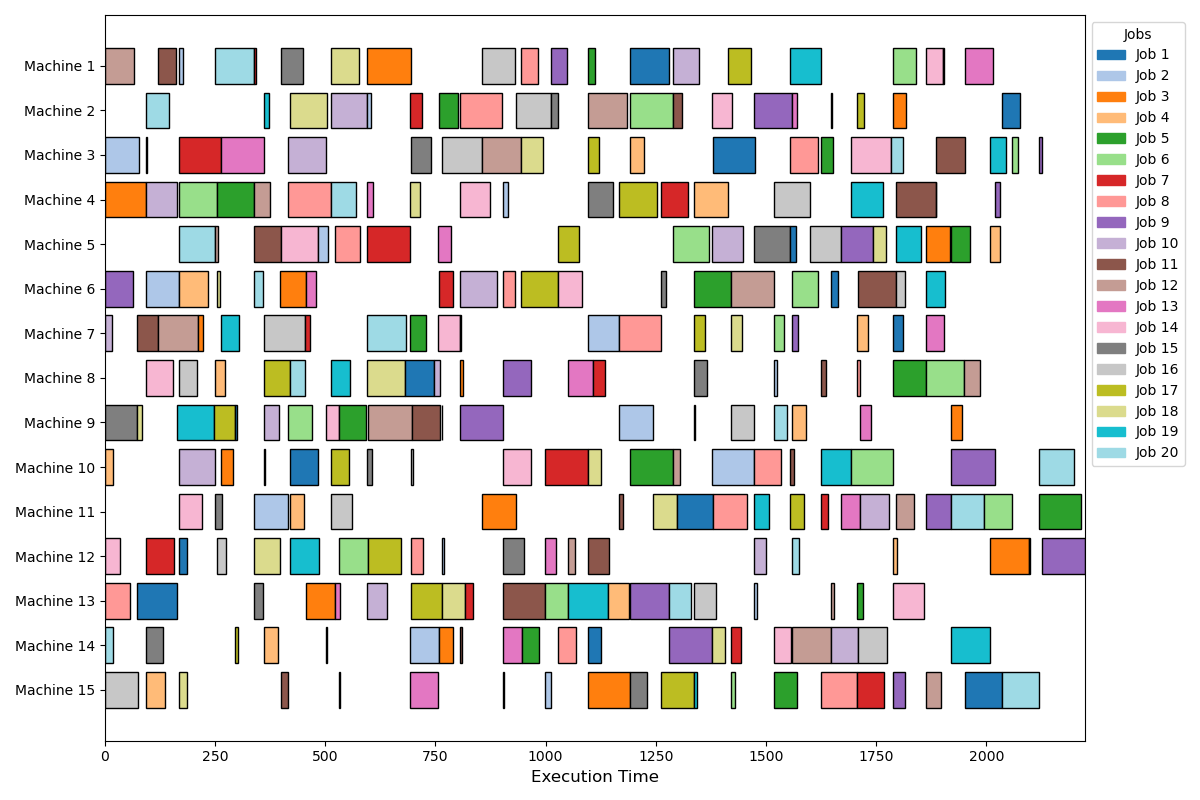 Machine 1
Machine 2
Machine 3
Machine 4
Machine 5
Machine 6
Machine 7
Machine 8
Machine 9
Machine 10
Machine 11
Machine 12
Machine 13
Machine 14
Machine 15
0 250 500 750 1000 1250 1500 1750 2000
Execution Time
Jobs
Job 1
Job 2
Job 3
Job 4
Job 5
Job 6
Job 7
Job 8
Job 9
Job 10
Job 11
Job 12
Job 13
Job 14
Job 15
Job 16
Job 17
Job 18
Job 19
Job 20